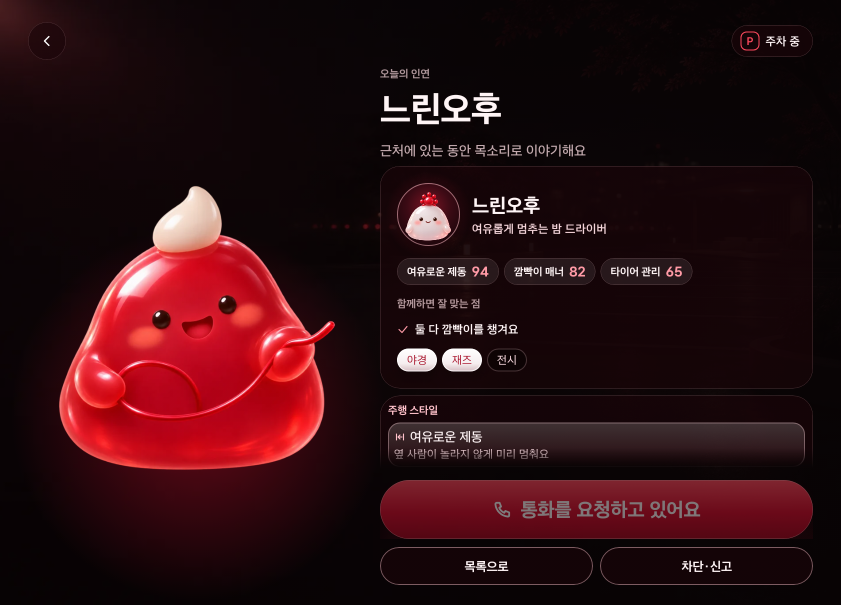 P 주차 중
오늘의 인연
느린오후
근처에 있는 동안 목소리로 이야기해요
느린오후
여유롭게 멈추는 밤 드라이버
여유로운 제동 94 깜빡이 매너 82 타이어 관리 65
함께하면 잘 맞는 점
둘 다 깜빡이를 챙겨요
야경 재즈 전시
주행 스타일
여유로운 제동
옆 사람이 놀라지 않게 미리 멈춰요
통화를 요청하고 있어요
목록으로 차단·신고